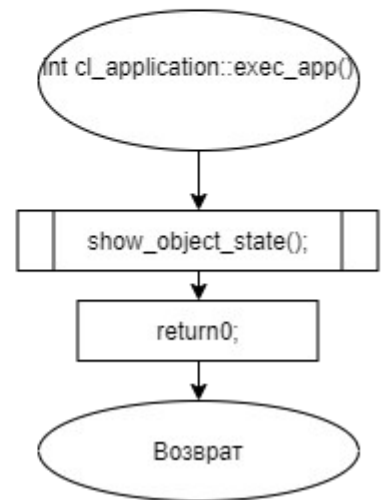 int cl_application::exec_app()
show_object_state();
return0;
Возврат